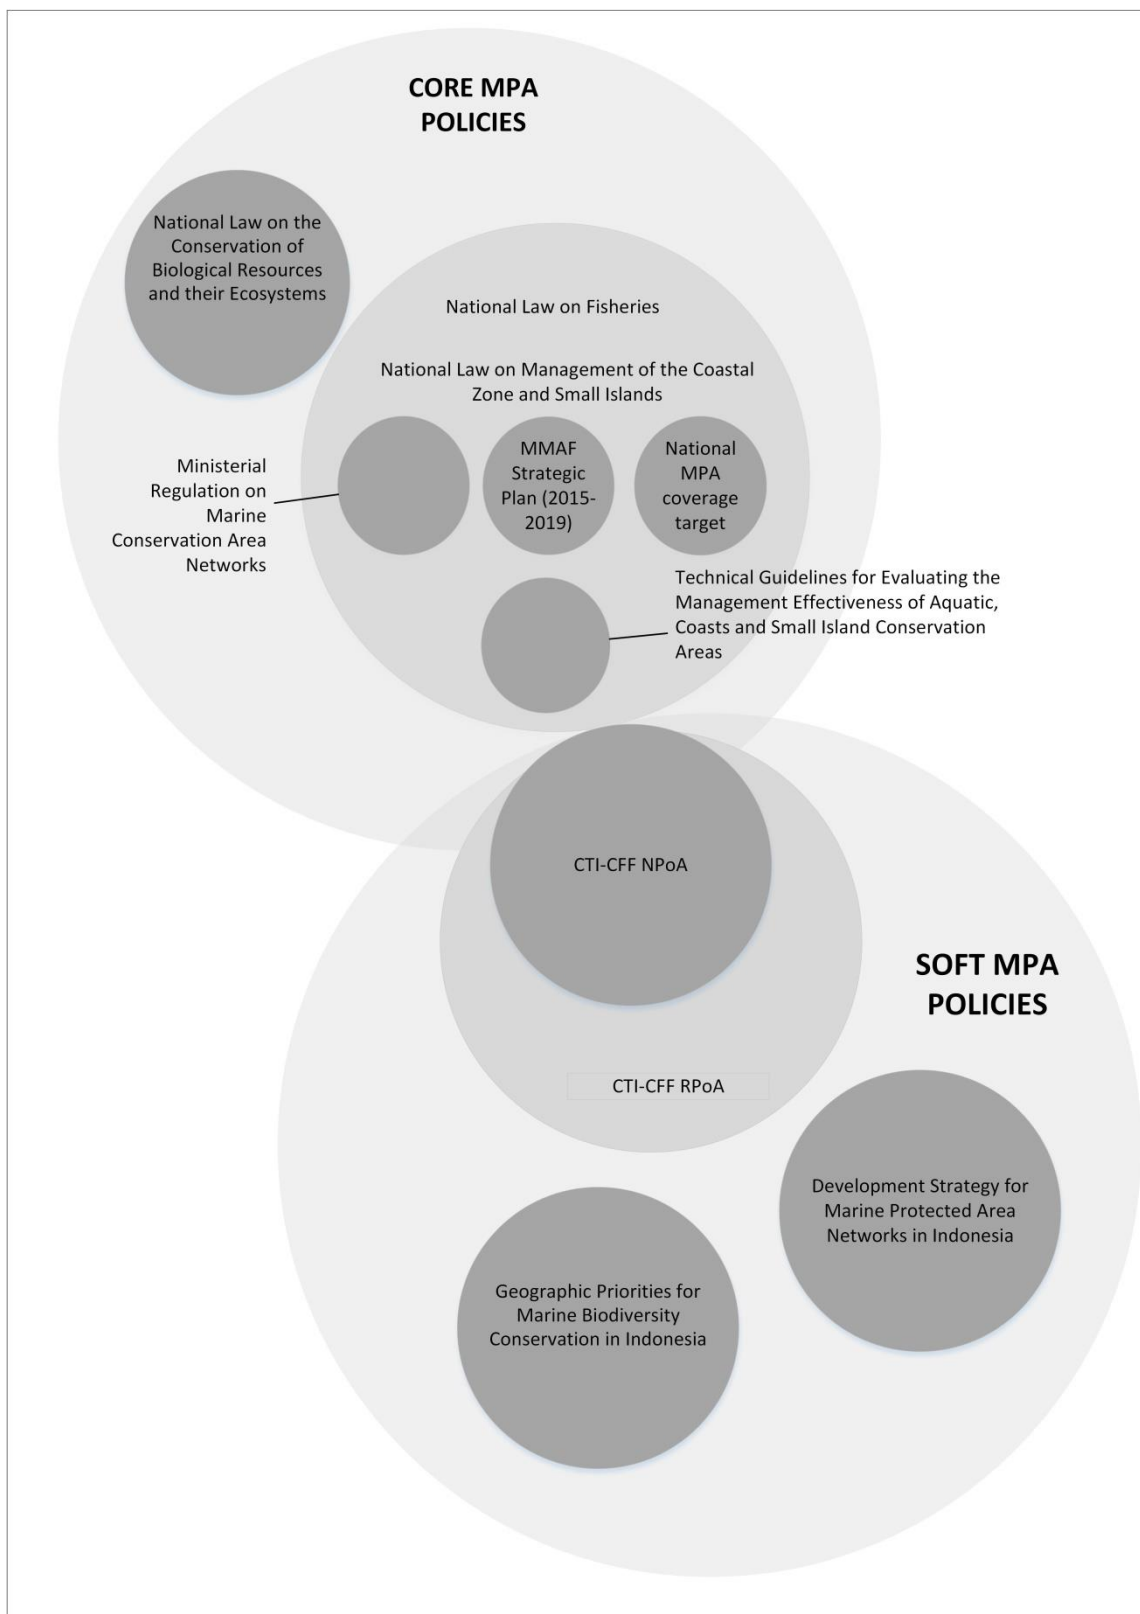 CORE MPA
POLICIES
National Law on the
Conservation of
Biological Resources
and their Ecosystems
National Law on Fisheries
National Law on Management of the Coastal
Zone and Small Islands
Ministerial
Regulation on
Marine
Conservation Area
Networks
MMAF
Strategic
Plan (2015-
2019)
National
MPA
coverage
target
Technical Guidelines for Evaluating the
Management Effectiveness of Aquatic,
Coasts and Small Island Conservation
Areas
CTI-CFF NPoA
SOFT MPA
POLICIES
CTI-CFF RPoA
Development Strategy for
Marine Protected Area
Networks in Indonesia
Geographic Priorities for
Marine Biodiversity
Conservation in Indonesia